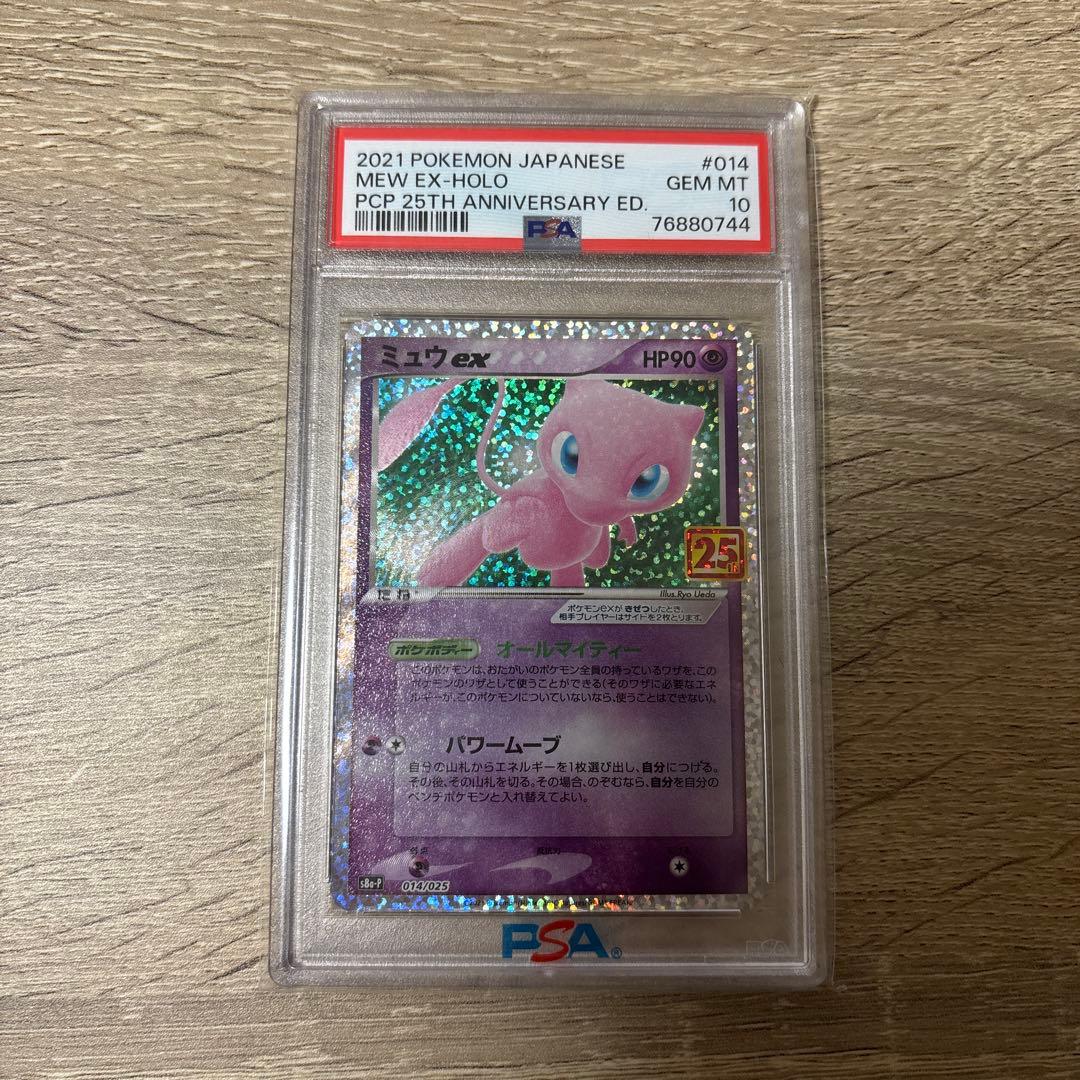 2021 POKEMON JAPANESE #014
MEW EX-HOLO GEM MT
PCP 25TH ANNIVERSARY ED. 10
76880744
PSA
ミュウex HP90
25th
たね
Illus.Ryo Ueda
ポケモンexがきぜつしたとき、
相手プレイヤーはサイドを2枚とります。
ポケボディー オールマイティー
このポケモンは、おたがいのポケモン全員の持っているワザを、この
ポケモンのワザとして使うことができる(そのワザに必要なエネ
ルギーが、このポケモンについていないなら、使うことはできない)。
パワームーブ
自分の山札からエネルギーを1枚選び出し、自分につける。
その後、その山札を切る。その場合、のぞむなら、自分を自分の
ベンチポケモンと入れ替えてよい。
弱点 抵抗力
s8a-P 014/025
PSA®
PSA